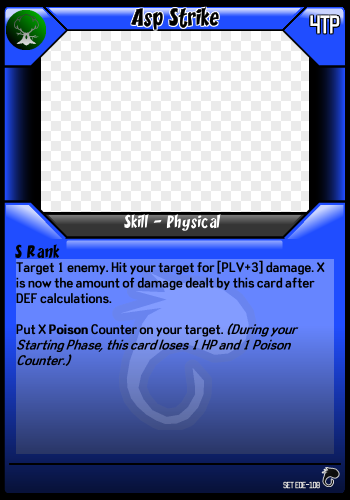 Asp Strike
4TP
Skill - Physical
S Rank
Target 1 enemy. Hit your target for [PLV+3] damage. X
is now the amount of damage dealt by this card after
DEF calculations.
Put X Poison Counter on your target. (During your
Starting Phase, this card loses 1 HP and 1 Poison
Counter.)
SET EDE-108